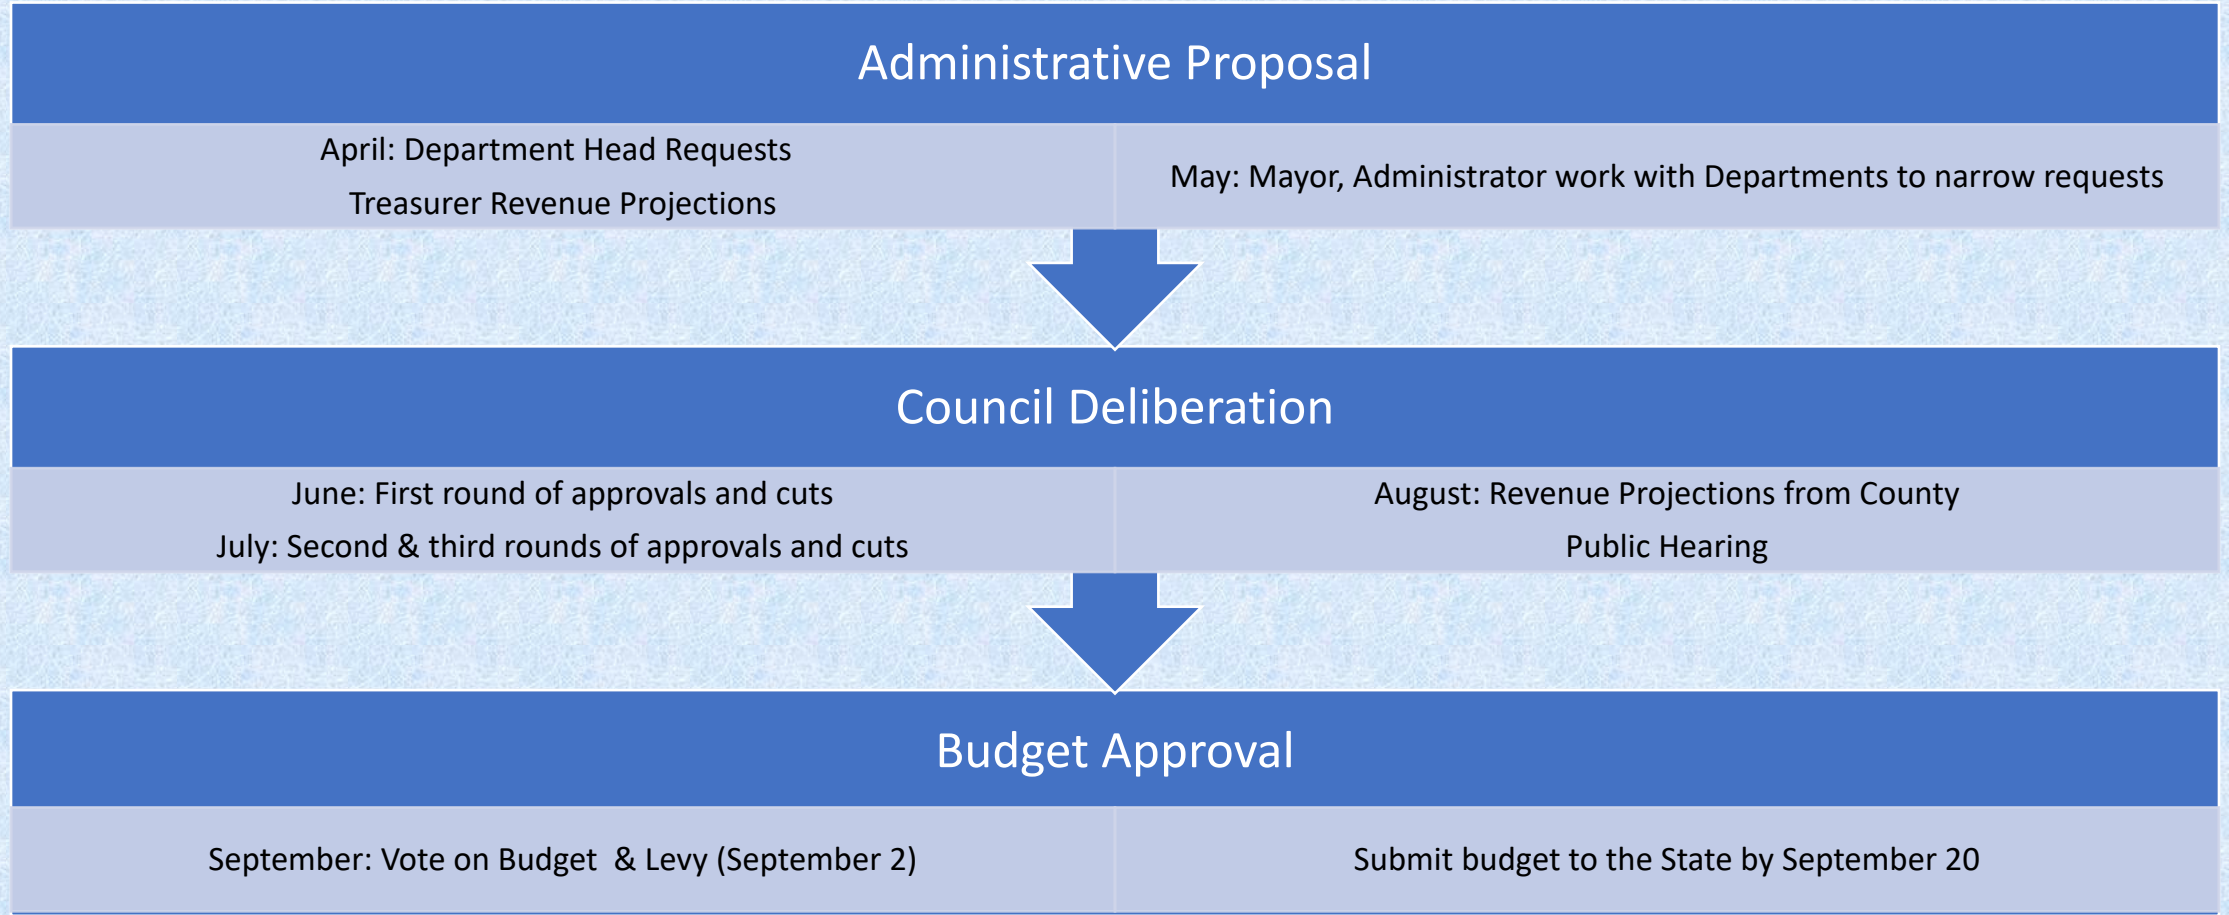 Administrative Proposal
April: Department Head Requests
Treasurer Revenue Projections
May: Mayor, Administrator work with Departments to narrow requests
Council Deliberation
June: First round of approvals and cuts
July: Second & third rounds of approvals and cuts
August: Revenue Projections from County
Public Hearing
Budget Approval
September: Vote on Budget  & Levy (September 2)
Submit budget to the State by September 20